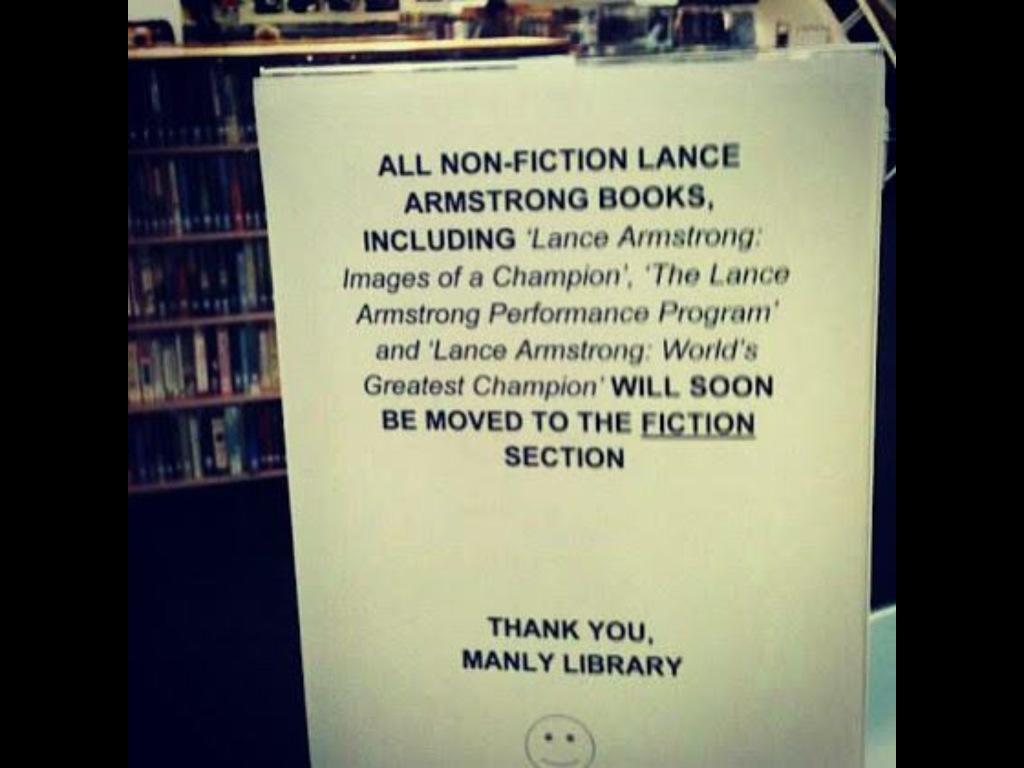 ALL NON-FICTION LANCE
ARMSTRONG BOOKS,
INCLUDING ‘Lance Armstrong:
Images of a Champion’, ‘The Lance
Armstrong Performance Program’
and ‘Lance Armstrong: World’s
Greatest Champion’ WILL SOON
BE MOVED TO THE FICTION
SECTION
THANK YOU,
MANLY LIBRARY